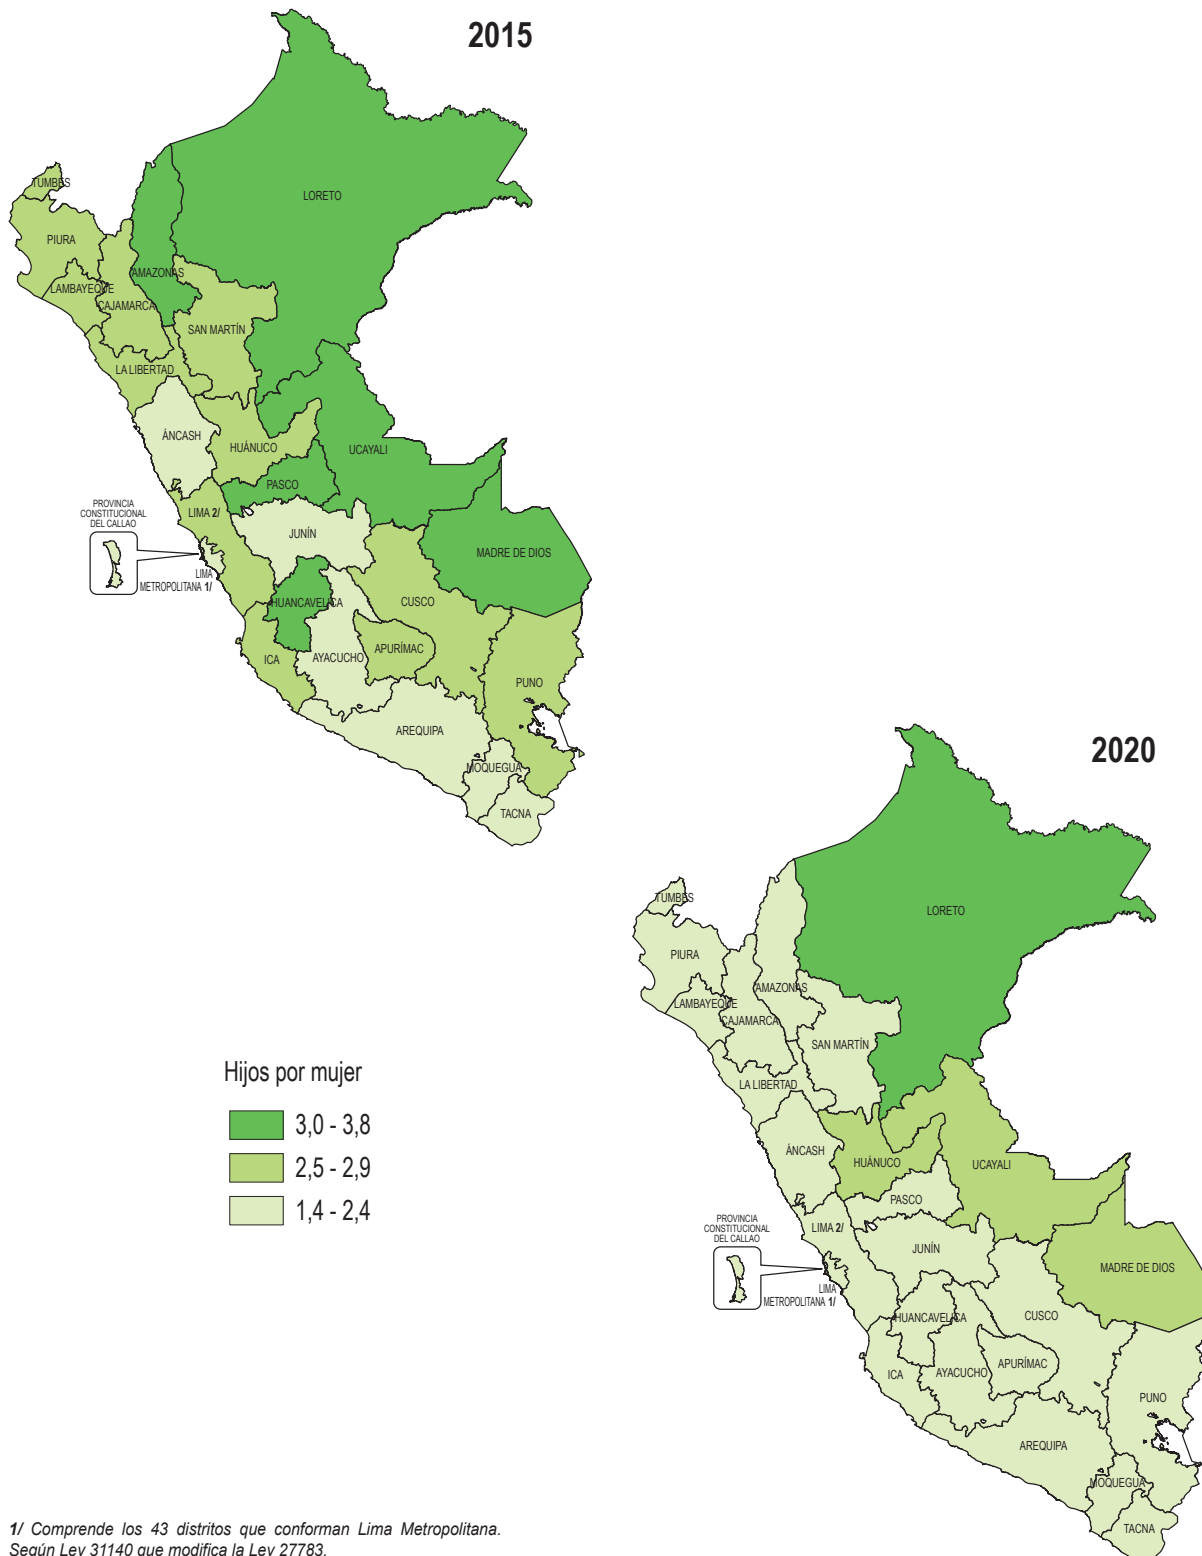 2015
LORETO
TUMBES
PIURA
AMAZONAS
LAMBAYEQUE
CAJAMARCA
SAN MARTÍN
LA LIBERTAD
ÁNCASH
HUÁNUCO
UCAYALI
PASCO
PROVINCIA
CONSTITUCIONAL
DEL CALLAO
LIMA 2/
JUNÍN
MADRE DE DIOS
LIMA
METROPOLITANA 1/
HUANCAVELICA
CUSCO
ICA
AYACUCHO
APURÍMAC
PUNO
AREQUIPA
MOQUEGUA
TACNA
2020
LORETO
TUMBES
PIURA
AMAZONAS
LAMBAYEQUE
CAJAMARCA
SAN MARTÍN
LA LIBERTAD
ÁNCASH
HUÁNUCO
UCAYALI
PASCO
PROVINCIA
CONSTITUCIONAL
DEL CALLAO
LIMA 2/
JUNÍN
MADRE DE DIOS
LIMA
METROPOLITANA 1/
HUANCAVELICA
CUSCO
ICA
AYACUCHO
APURÍMAC
PUNO
AREQUIPA
MOQUEGUA
TACNA
Hijos por mujer
3,0 - 3,8
2,5 - 2,9
1,4 - 2,4
1/ Comprende los 43 distritos que conforman Lima Metropolitana.
Según Ley 31140 que modifica la Ley 27783.